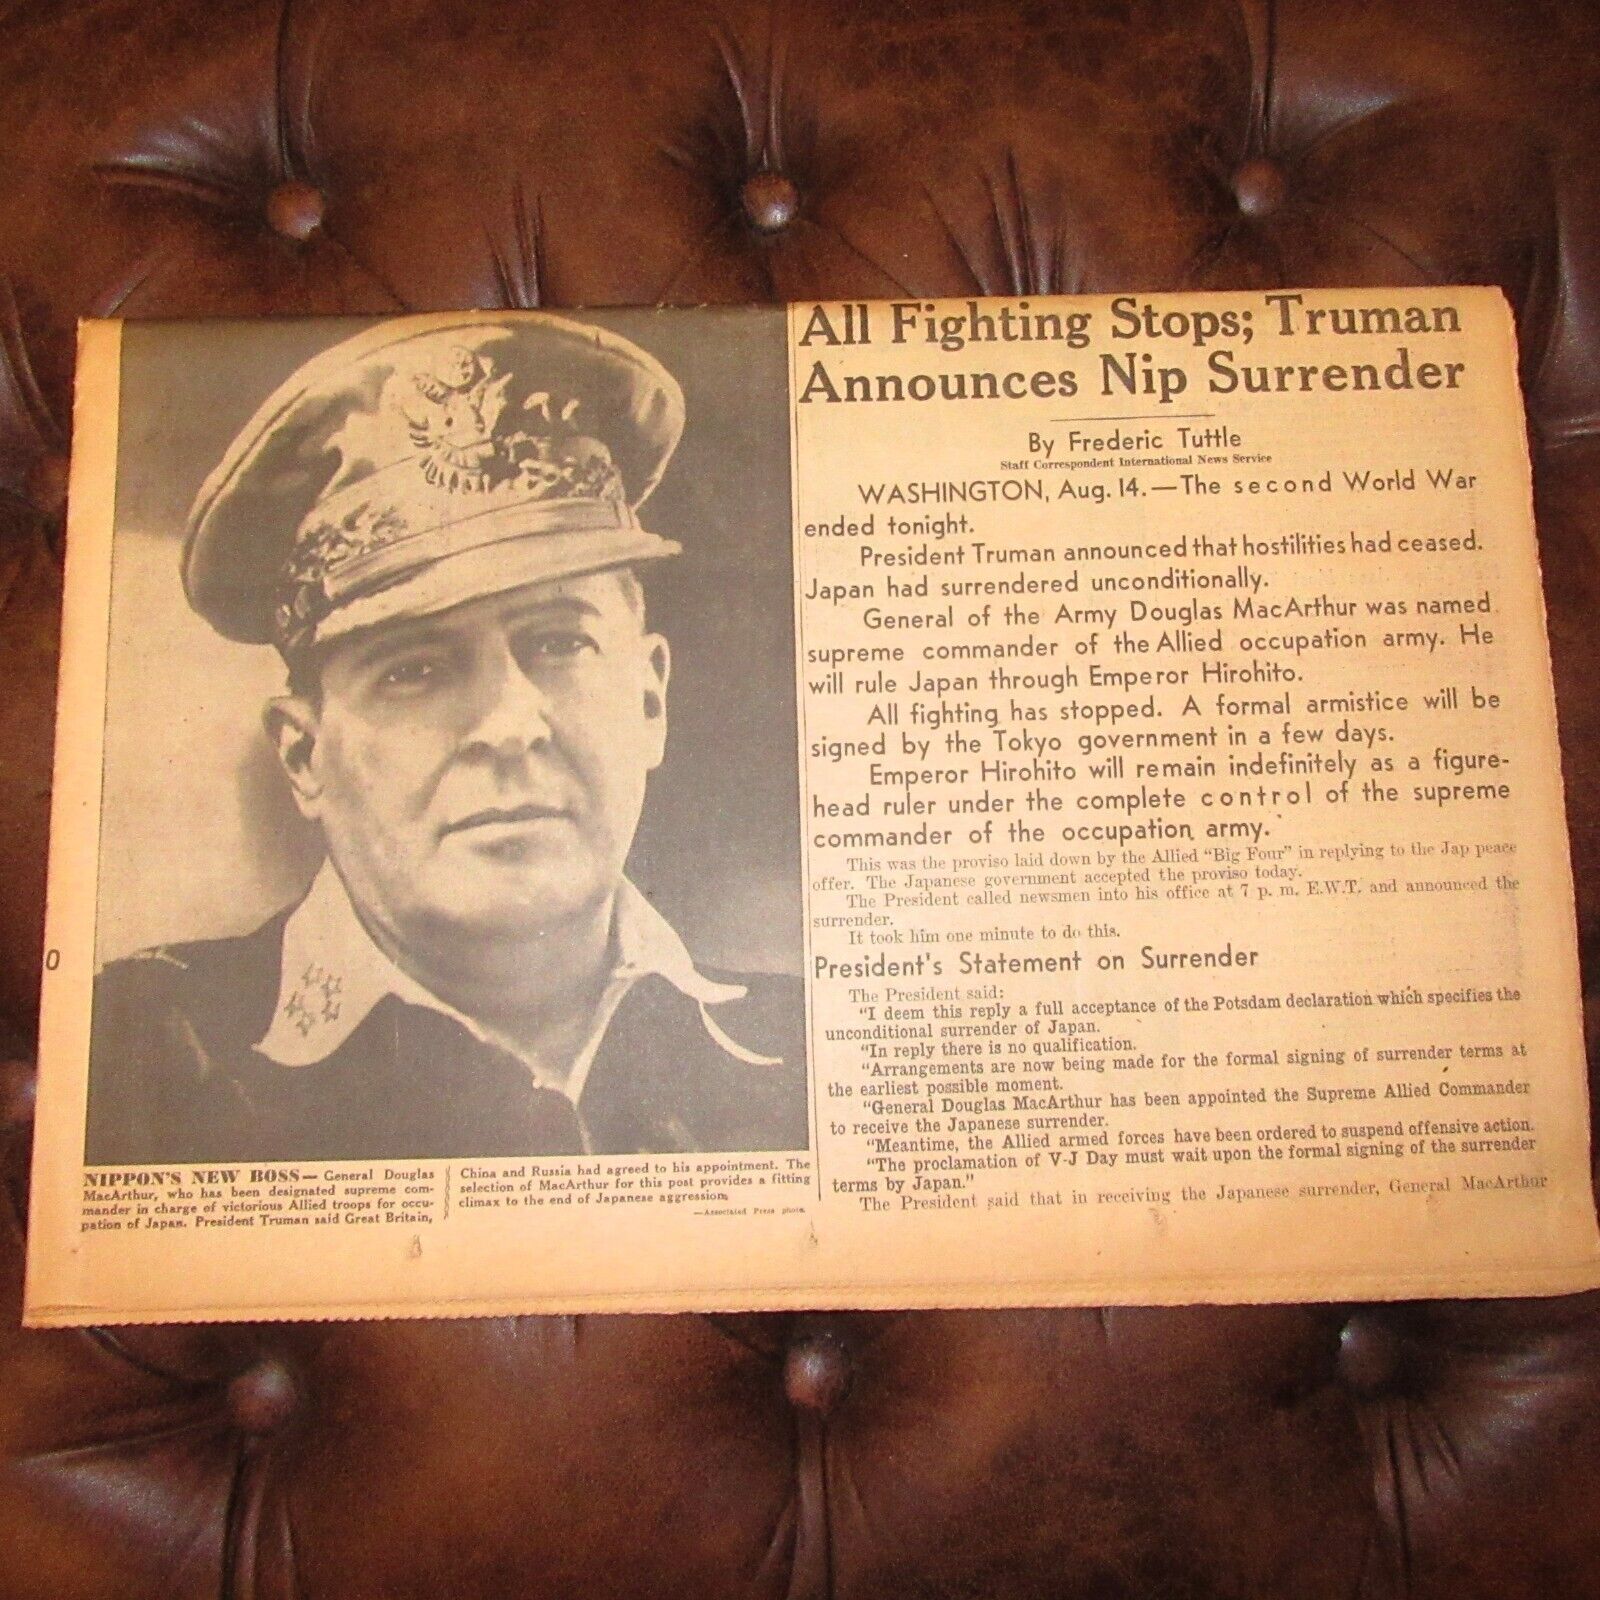 All Fighting Stops; Truman
Announces Nip Surrender
By Frederic Tuttle
Staff Correspondent International News Service
WASHINGTON, Aug. 14.—The second World War
ended tonight.
President Truman announced that hostilities had ceased.
Japan had surrendered unconditionally.
General of the Army Douglas MacArthur was named
supreme commander of the Allied occupation army. He
will rule Japan through Emperor Hirohito.
All fighting has stopped. A formal armistice will be
signed by the Tokyo government in a few days.
Emperor Hirohito will remain indefinitely as a figure-
head ruler under the complete control of the supreme
commander of the occupation army.
This was the proviso laid down by the Allied "Big Four" in replying to the Jap peace
offer. The Japanese government accepted the proviso today.
The President called newsmen into his office at 7 p. m. E.W.T. and announced the
surrender.
It took him one minute to do this.
President's Statement on Surrender
The President said:
"I deem this reply a full acceptance of the Potsdam declaration which specifies the
unconditional surrender of Japan.
"In reply there is no qualification.
"Arrangements are now being made for the formal signing of surrender terms at
the earliest possible moment.
"General Douglas MacArthur has been appointed the Supreme Allied Commander
to receive the Japanese surrender.
"Meantime, the Allied armed forces have been ordered to suspend offensive action.
"The proclamation of V-J Day must wait upon the formal signing of the surrender
terms by Japan."
The President said that in receiving the Japanese surrender, General MacArthur
NIPPON'S NEW BOSS— General Douglas
MacArthur, who has been designated supreme com-
mander in charge of victorious Allied troops for occu-
pation of Japan. President Truman said Great Britain,
China and Russia had agreed to his appointment. The
selection of MacArthur for this post provides a fitting
climax to the end of Japanese aggression.
—Associated Press photo.
0